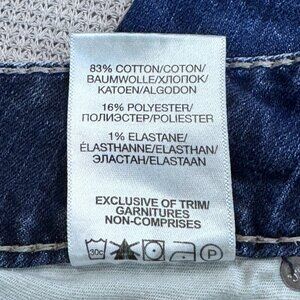 83% COTTON/COTON/
BAUMWOLLE/ХЛОПОК/
KATOEN/ALGODON
16% POLYESTER/
ПОЛИЭСТЕР/POLIESTER
1% ELASTANE/
ÉLASTHANNE/ELASTHAN/
ЭЛАСТАН/ELASTAAN
EXCLUSIVE OF TRIM/
GARNITURES
NON-COMPRISES
30c P